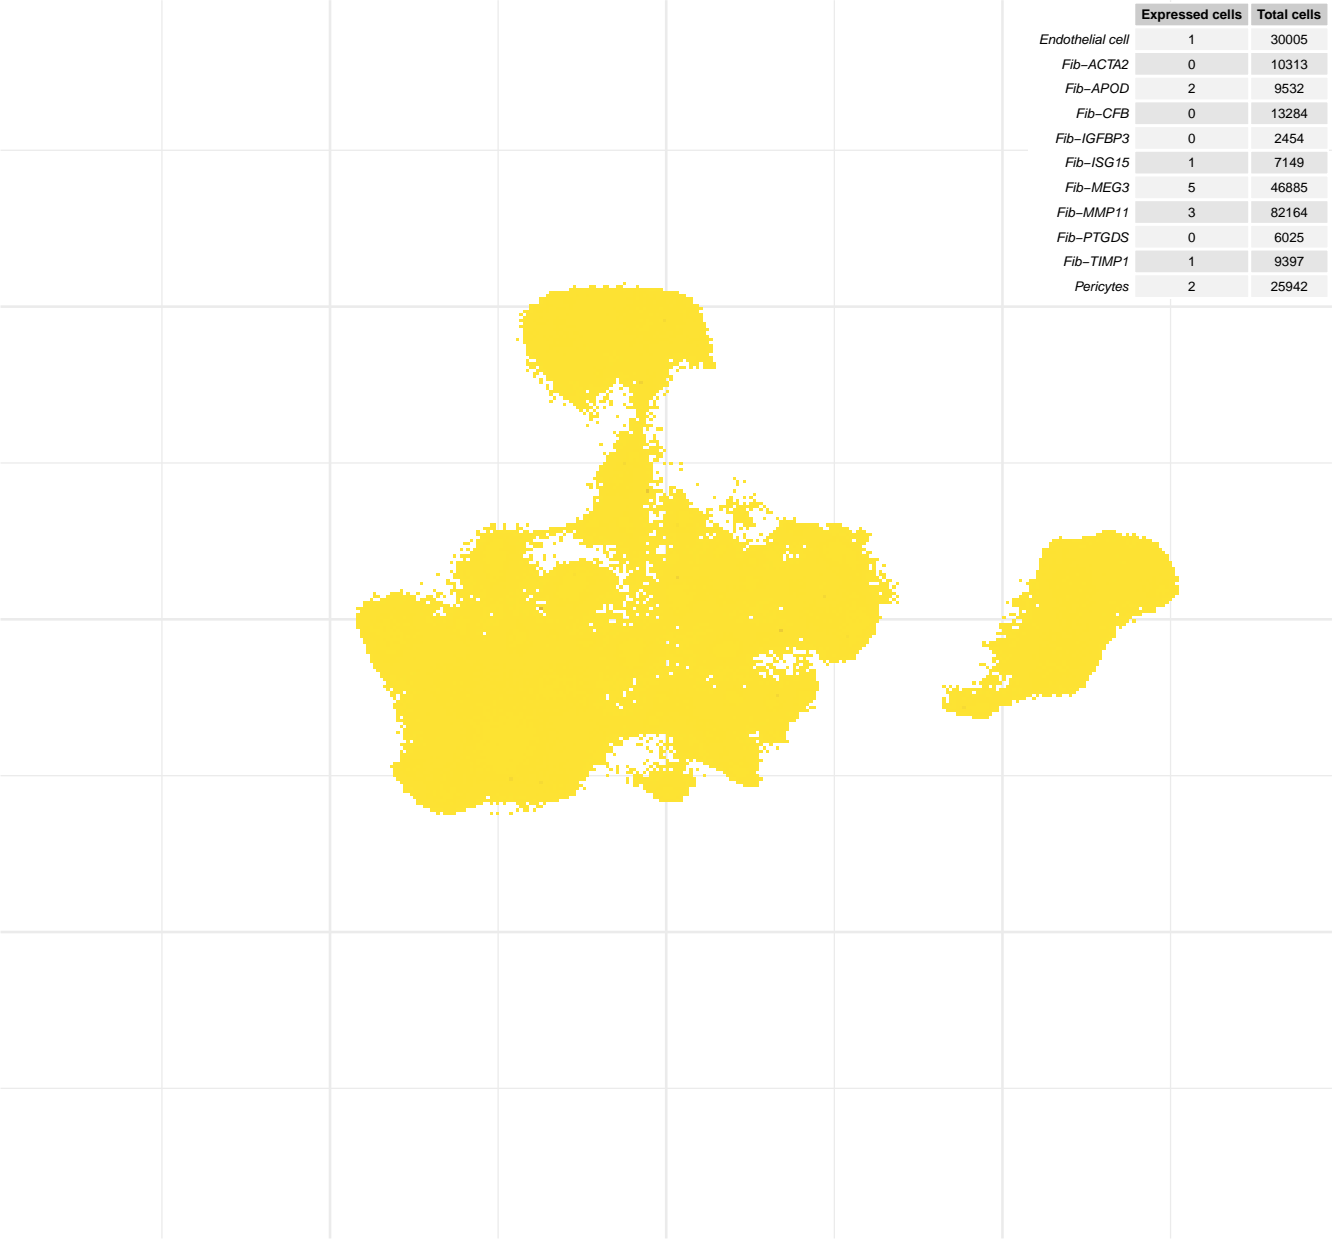 Expressed cells Total cells
Endothelial cell 1 30005
Fib−ACTA2 0 10313
Fib−APOD 2 9532
Fib−CFB 0 13284
Fib−IGFBP3 0 2454
Fib−ISG15 1 7149
Fib−MEG3 5 46885
Fib−MMP11 3 82164
Fib−PTGDS 0 6025
Fib−TIMP1 1 9397
Pericytes 2 25942